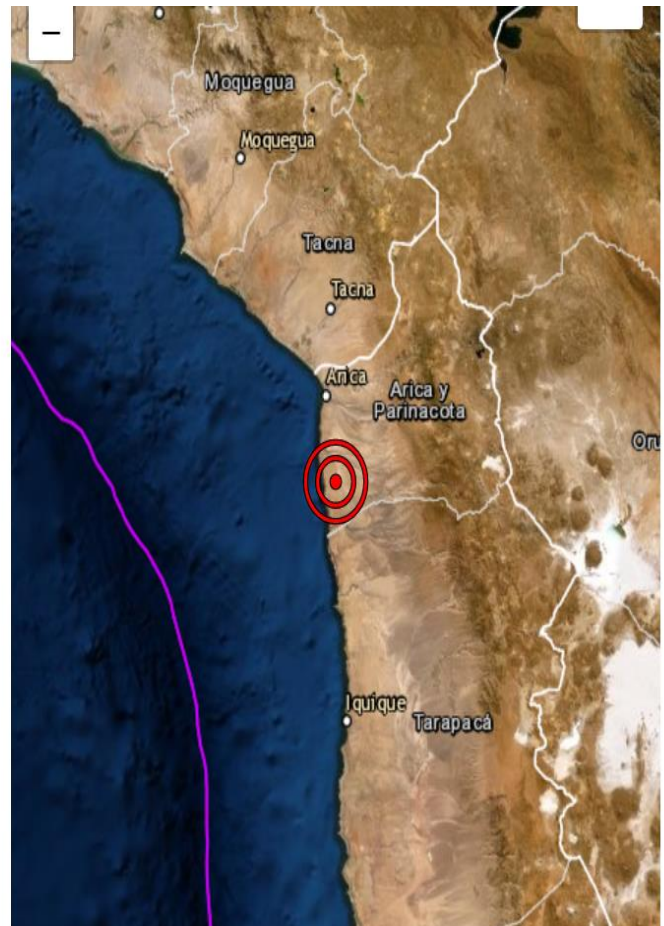 −
Moquegua
Moquegua
Tacna
Tacna
Arica
Arica y
Parinacota
Oru
Iquique
Tarapacá